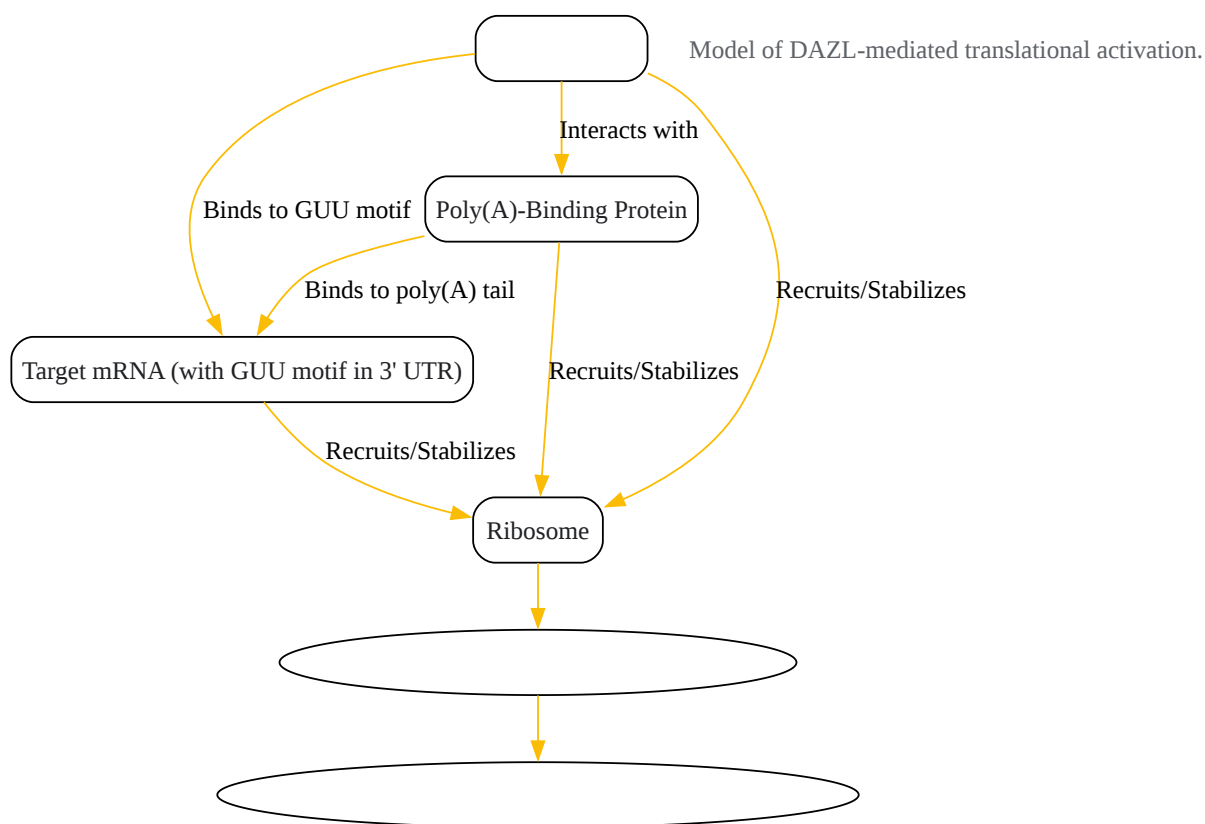 Model of DAZL-mediated translational activation.
Interacts with
Binds to GUU motif
Poly(A)-Binding Protein
Binds to poly(A) tail
Recruits/Stabilizes
Target mRNA (with GUU motif in 3' UTR)
Recruits/Stabilizes
Recruits/Stabilizes
Ribosome